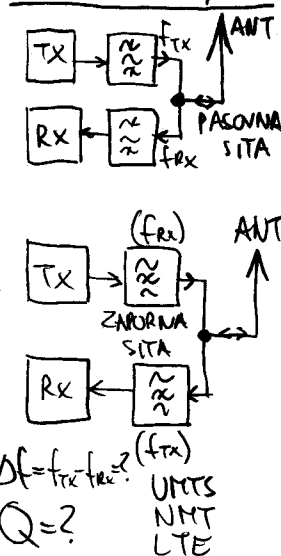 ANT
TX
fTX
RX
fRX
PASOVNA
SITA
(fRx)
ANT
TX
ZAPORNA
SITA
RX
(fTX)
Δf=fTX-fRx=?
Q=?
UMTS
NMT
LTE